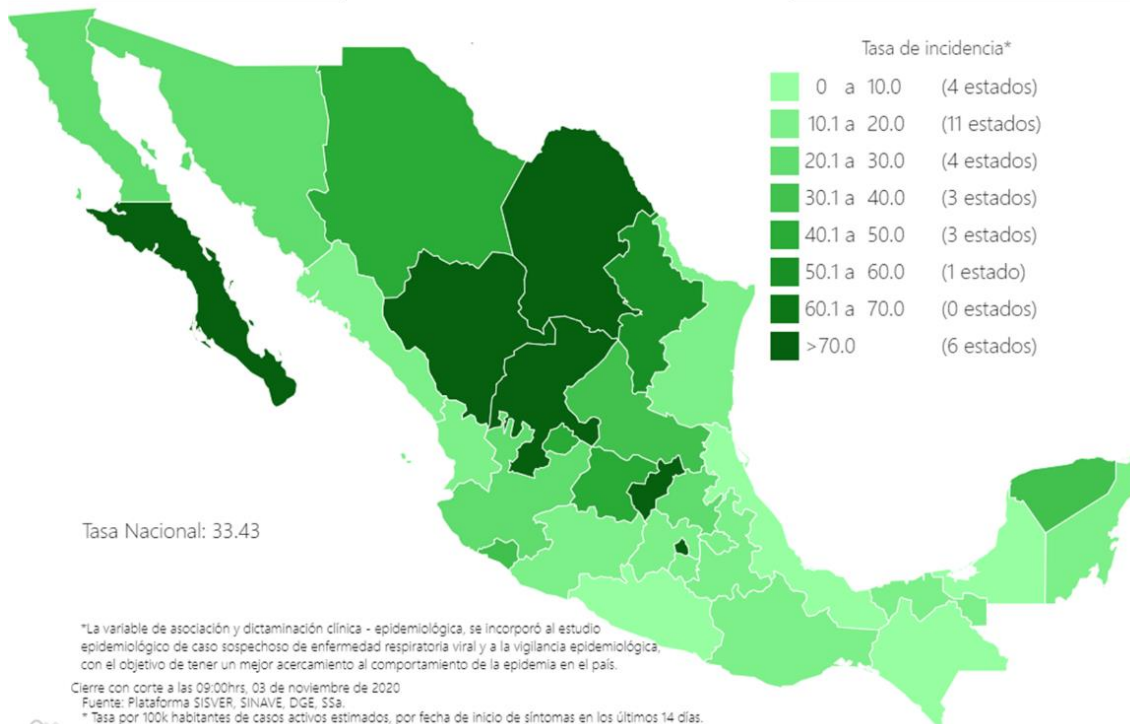 Tasa de incidencia*
0 a 10.0 (4 estados)
10.1 a 20.0 (11 estados)
20.1 a 30.0 (4 estados)
30.1 a 40.0 (3 estados)
40.1 a 50.0 (3 estados)
50.1 a 60.0 (1 estado)
60.1 a 70.0 (0 estados)
>70.0 (6 estados)
Tasa Nacional: 33.43
*La variable de asociación y dictaminación clínica - epidemiológica, se incorporó al estudio
epidemiológico de caso sospechoso de enfermedad respiratoria viral y a la vigilancia epidemiológica,
con el objetivo de tener un mejor acercamiento al comportamiento de la epidemia en el país.
Cierre con corte a las 09:00hrs, 03 de noviembre de 2020
Fuente: Plataforma SISVER, SINAVE, DGE, SSa.
* Tasa por 100k habitantes de casos activos estimados, por fecha de inicio de síntomas en los últimos 14 días.